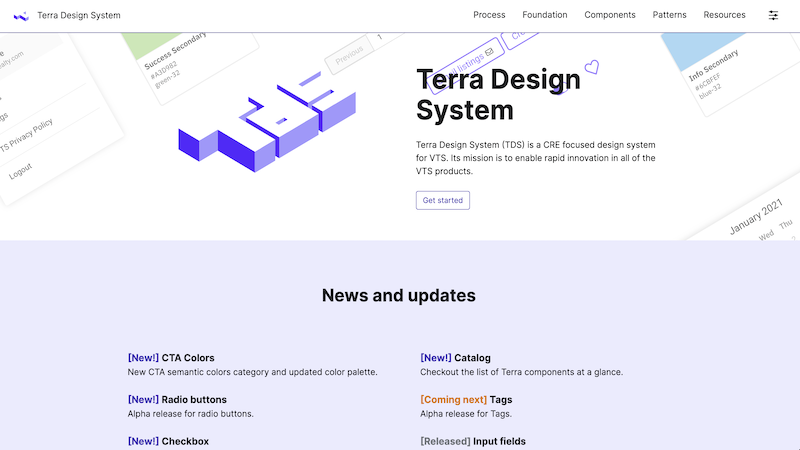 Terra Design System
Process
Foundation
Components
Patterns
Resources
Success Secondary
#A3D982
green-32
Previous
1
listings
Info Secondary
#6CBFEF
blue-32
TS Privacy Policy
Logout
Terra Design
System
Terra Design System (TDS) is a CRE focused design system
for VTS. Its mission is to enable rapid innovation in all of the
VTS products.
Get started
January 2021
Wed Thu
News and updates
[New!] CTA Colors
New CTA semantic colors category and updated color palette.
[New!] Catalog
Checkout the list of Terra components at a glance.
[New!] Radio buttons
Alpha release for radio buttons.
[Coming next] Tags
Alpha release for Tags.
[New!] Checkbox
[Released] Input fields